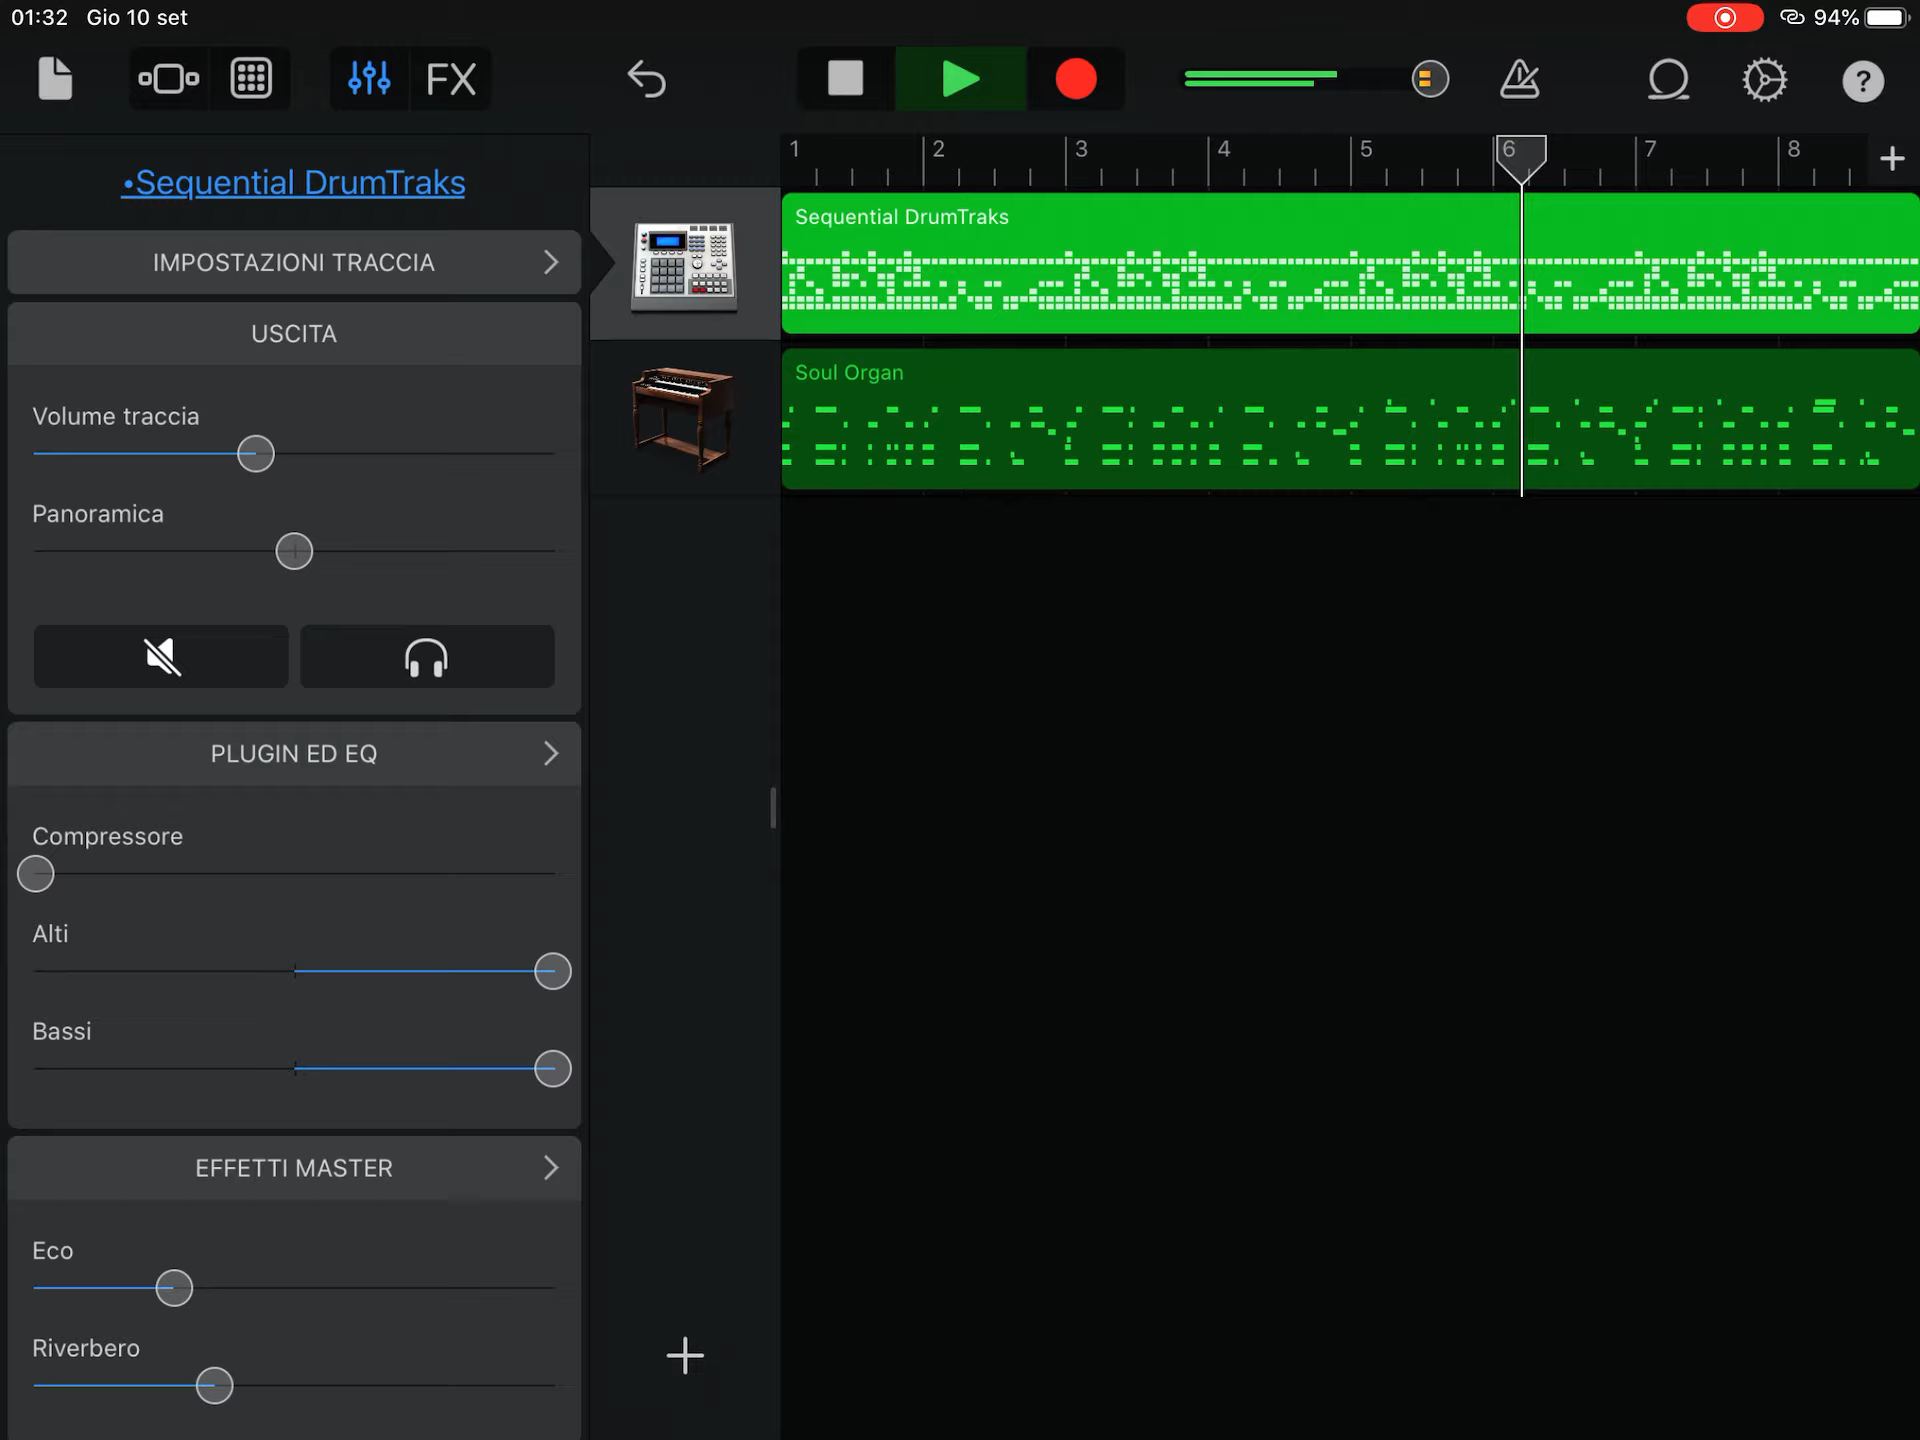 01:32 Gio 10 set
94%
FX
?
•Sequential DrumTraks
1 2 3 4 5 6 7 8
IMPOSTAZIONI TRACCIA
Sequential DrumTraks
USCITA
Soul Organ
Volume traccia
Panoramica
PLUGIN ED EQ
Compressore
Alti
Bassi
EFFETTI MASTER
Eco
Riverbero